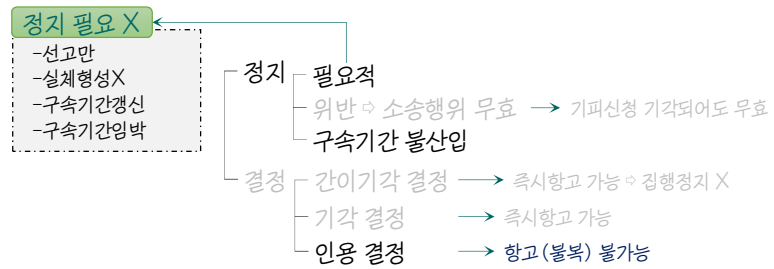 정지 필요 X
-선고만
-실체형성X
-구속기간갱신
-구속기간임박
정지
필요적
위반 ⇨ 소송행위 무효 → 기피신청 기각되어도 무효
구속기간 불산입
결정
간이기각 결정 → 즉시항고 가능 ⇨ 집행정지 X
기각 결정 → 즉시항고 가능
인용 결정 → 항고(불복) 불가능